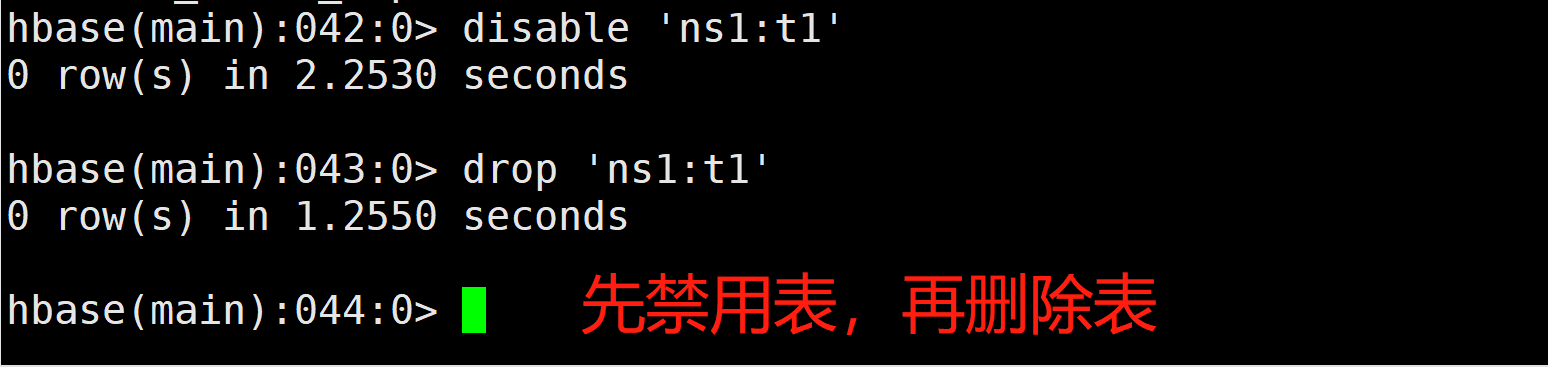 hbase(main):042:0> disable 'ns1:t1'
0 row(s) in 2.2530 seconds
hbase(main):043:0> drop 'ns1:t1'
0 row(s) in 1.2550 seconds
hbase(main):044:0> 先禁用表，再删除表